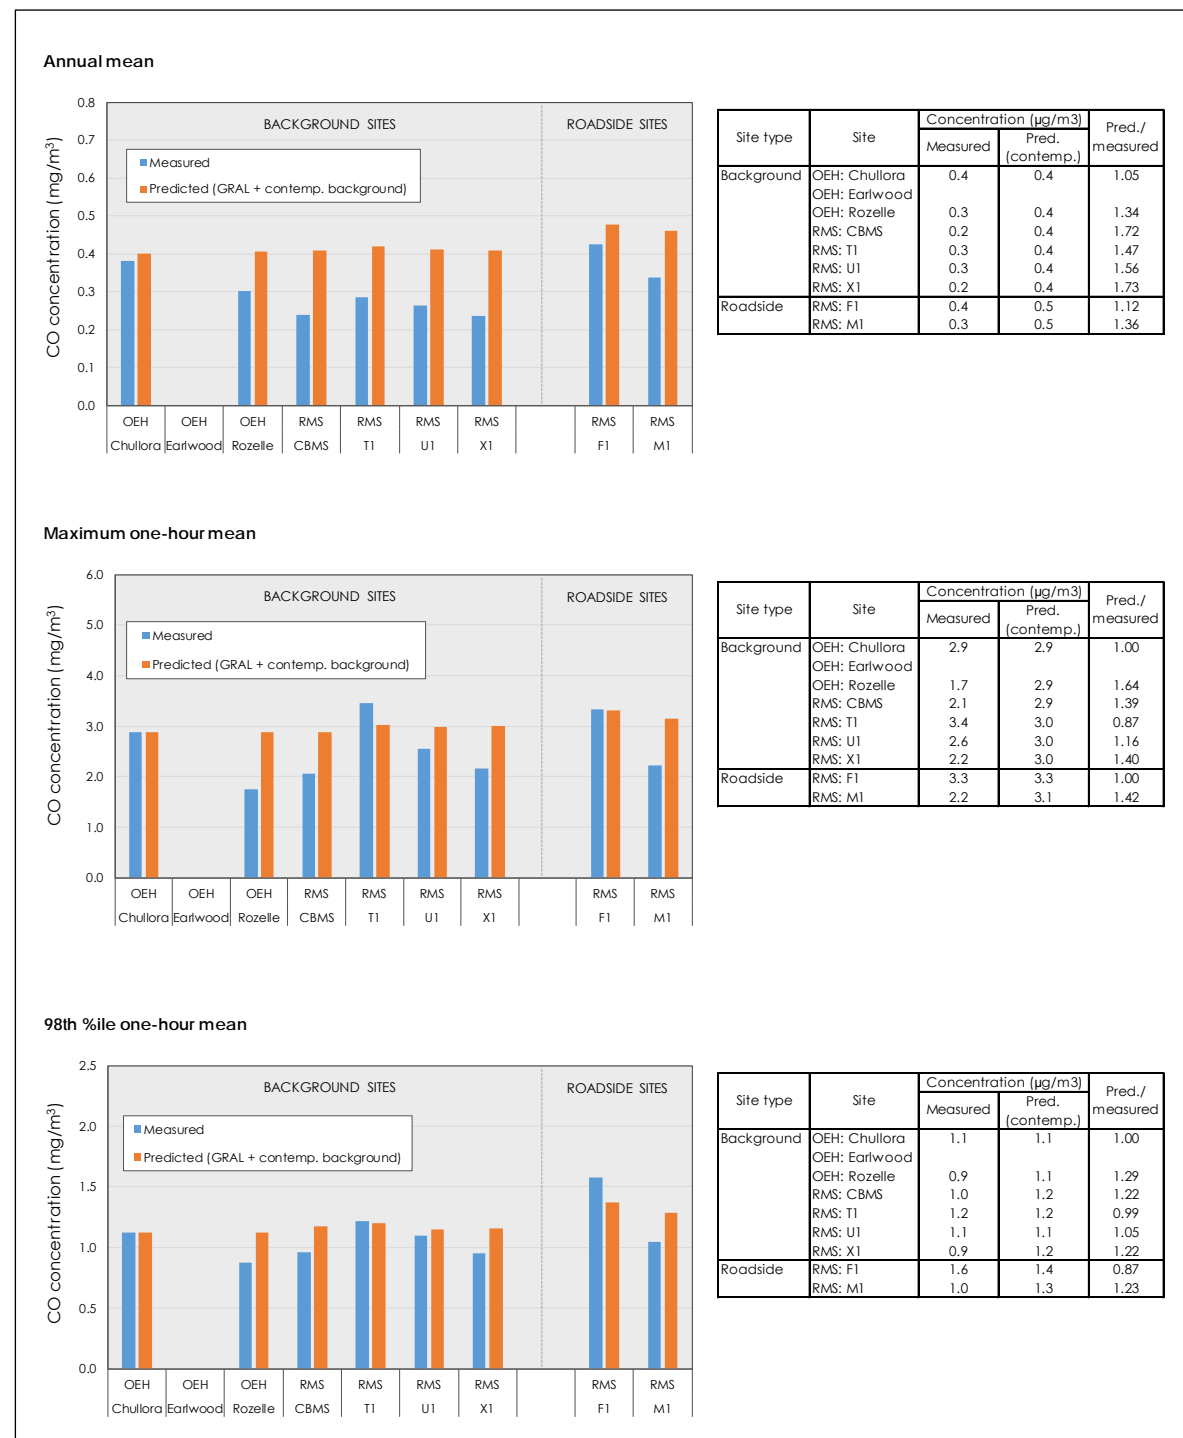 Annual mean
0.8
0.7
0.6
0.5
0.4
0.3
0.2
0.1
0.0
CO concentration (mg/m³)
BACKGROUND SITES
ROADSIDE SITES
Measured
Predicted (GRAL + contemp. background)
OEH OEH OEH RMS RMS RMS RMS RMS RMS
Chullora Earlwood Rozelle CBMS T1 U1 X1 F1 M1
Site type Site Concentration (µg/m3) Pred./ measured
Measured Pred. (contemp.)
Background OEH: Chullora 0.4 0.4 1.05
OEH: Earlwood
OEH: Rozelle 0.3 0.4 1.34
RMS: CBMS 0.2 0.4 1.72
RMS: T1 0.3 0.4 1.47
RMS: U1 0.3 0.4 1.56
RMS: X1 0.2 0.4 1.73
Roadside RMS: F1 0.4 0.5 1.12
RMS: M1 0.3 0.5 1.36
Maximum one-hour mean
6.0
5.0
4.0
3.0
2.0
1.0
0.0
CO concentration (mg/m³)
BACKGROUND SITES
ROADSIDE SITES
Measured
Predicted (GRAL + contemp. background)
OEH OEH OEH RMS RMS RMS RMS RMS RMS
Chullora Earlwood Rozelle CBMS T1 U1 X1 F1 M1
Site type Site Concentration (µg/m3) Pred./ measured
Measured Pred. (contemp.)
Background OEH: Chullora 2.9 2.9 1.00
OEH: Earlwood
OEH: Rozelle 1.7 2.9 1.64
RMS: CBMS 2.1 2.9 1.39
RMS: T1 3.4 3.0 0.87
RMS: U1 2.6 3.0 1.16
RMS: X1 2.2 3.0 1.40
Roadside RMS: F1 3.3 3.3 1.00
RMS: M1 2.2 3.1 1.42
98th %ile one-hour mean
2.5
2.0
1.5
1.0
0.5
0.0
CO concentration (mg/m³)
BACKGROUND SITES
ROADSIDE SITES
Measured
Predicted (GRAL + contemp. background)
OEH OEH OEH RMS RMS RMS RMS RMS RMS
Chullora Earlwood Rozelle CBMS T1 U1 X1 F1 M1
Site type Site Concentration (µg/m3) Pred./ measured
Measured Pred. (contemp.)
Background OEH: Chullora 1.1 1.1 1.00
OEH: Earlwood
OEH: Rozelle 0.9 1.1 1.29
RMS: CBMS 1.0 1.2 1.22
RMS: T1 1.2 1.2 0.99
RMS: U1 1.1 1.1 1.05
RMS: X1 0.9 1.2 1.22
Roadside RMS: F1 1.6 1.4 0.87
RMS: M1 1.0 1.3 1.23